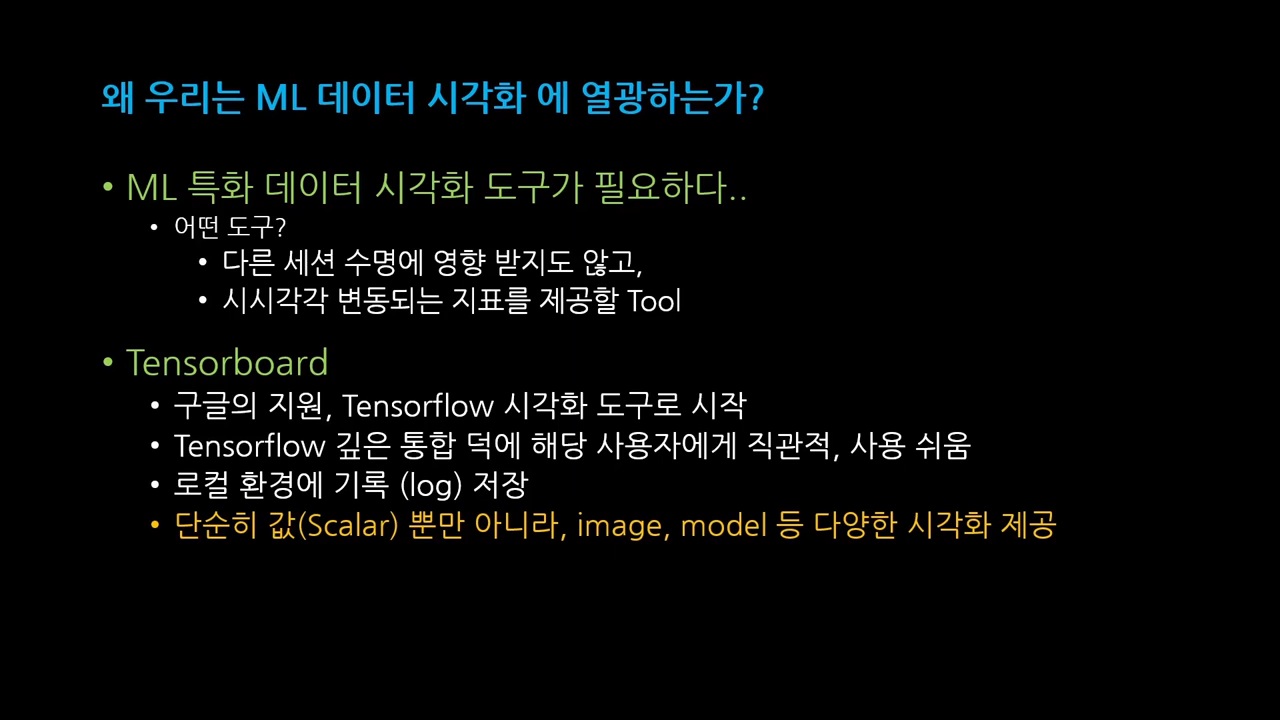 왜 우리는 ML 데이터 시각화 에 열광하는가?
• ML 특화 데이터 시각화 도구가 필요하다..
• 어떤 도구?
• 다른 세션 수명에 영향 받지도 않고,
• 시시각각 변동되는 지표를 제공할 Tool
• Tensorboard
• 구글의 지원, Tensorflow 시각화 도구로 시작
• Tensorflow 깊은 통합 덕에 해당 사용자에게 직관적, 사용 쉬움
• 로컬 환경에 기록 (log) 저장
• 단순히 값(Scalar) 뿐만 아니라, image, model 등 다양한 시각화 제공